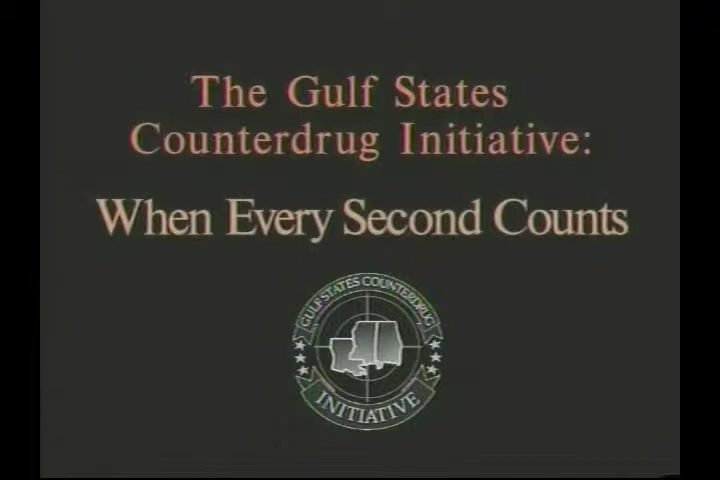 The Gulf States
Counterdrug Initiative:
When Every Second Counts
GULF STATES COUNTERDRUG
INITIATIVE